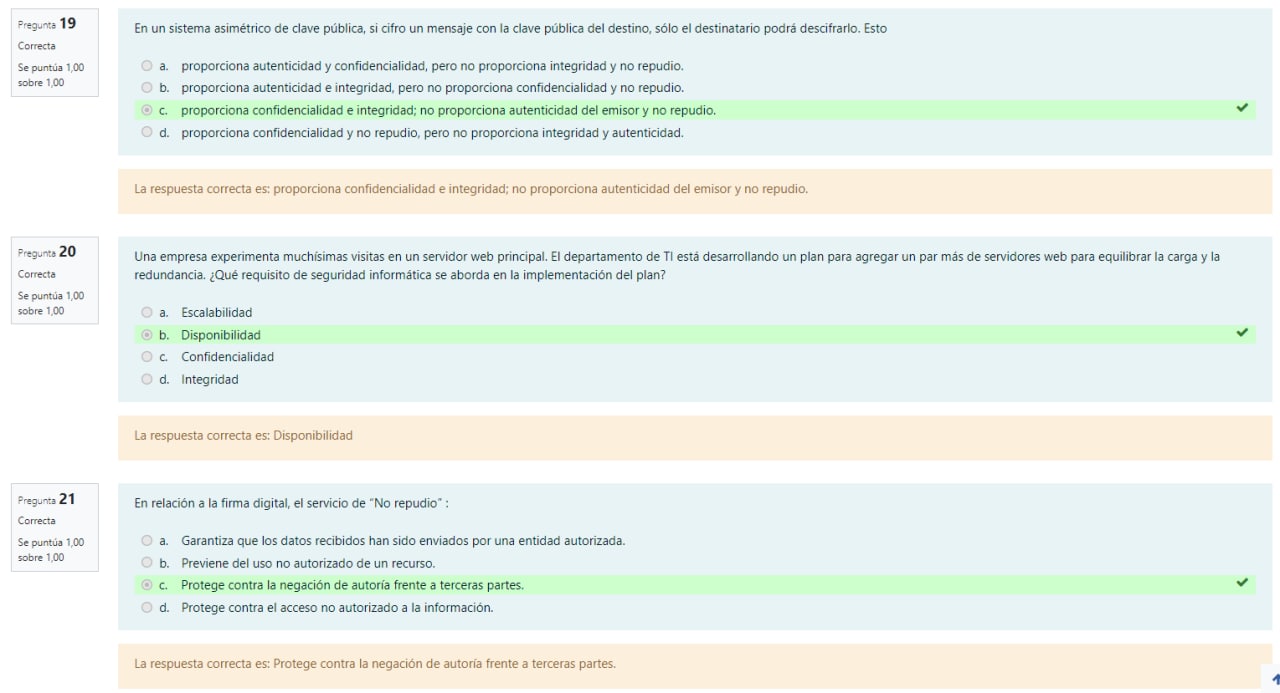 Pregunta 19
Correcta
Se puntúa 1,00
sobre 1,00
En un sistema asimétrico de clave pública, si cifro un mensaje con la clave pública del destino, sólo el destinatario podrá descifrarlo. Esto
a. proporciona autenticidad y confidencialidad, pero no proporciona integridad y no repudio.
b. proporciona autenticidad e integridad, pero no proporciona confidencialidad y no repudio.
c. proporciona confidencialidad e integridad; no proporciona autenticidad del emisor y no repudio.
d. proporciona confidencialidad y no repudio, pero no proporciona integridad y autenticidad.
La respuesta correcta es: proporciona confidencialidad e integridad; no proporciona autenticidad del emisor y no repudio.
Pregunta 20
Correcta
Se puntúa 1,00
sobre 1,00
Una empresa experimenta muchísimas visitas en un servidor web principal. El departamento de TI está desarrollando un plan para agregar un par más de servidores web para equilibrar la carga y la
redundancia. ¿Qué requisito de seguridad informática se aborda en la implementación del plan?
a. Escalabilidad
b. Disponibilidad
c. Confidencialidad
d. Integridad
La respuesta correcta es: Disponibilidad
Pregunta 21
Correcta
Se puntúa 1,00
sobre 1,00
En relación a la firma digital, el servicio de "No repudio" :
a. Garantiza que los datos recibidos han sido enviados por una entidad autorizada.
b. Previene del uso no autorizado de un recurso.
c. Protege contra la negación de autoría frente a terceras partes.
d. Protege contra el acceso no autorizado a la información.
La respuesta correcta es: Protege contra la negación de autoría frente a terceras partes.